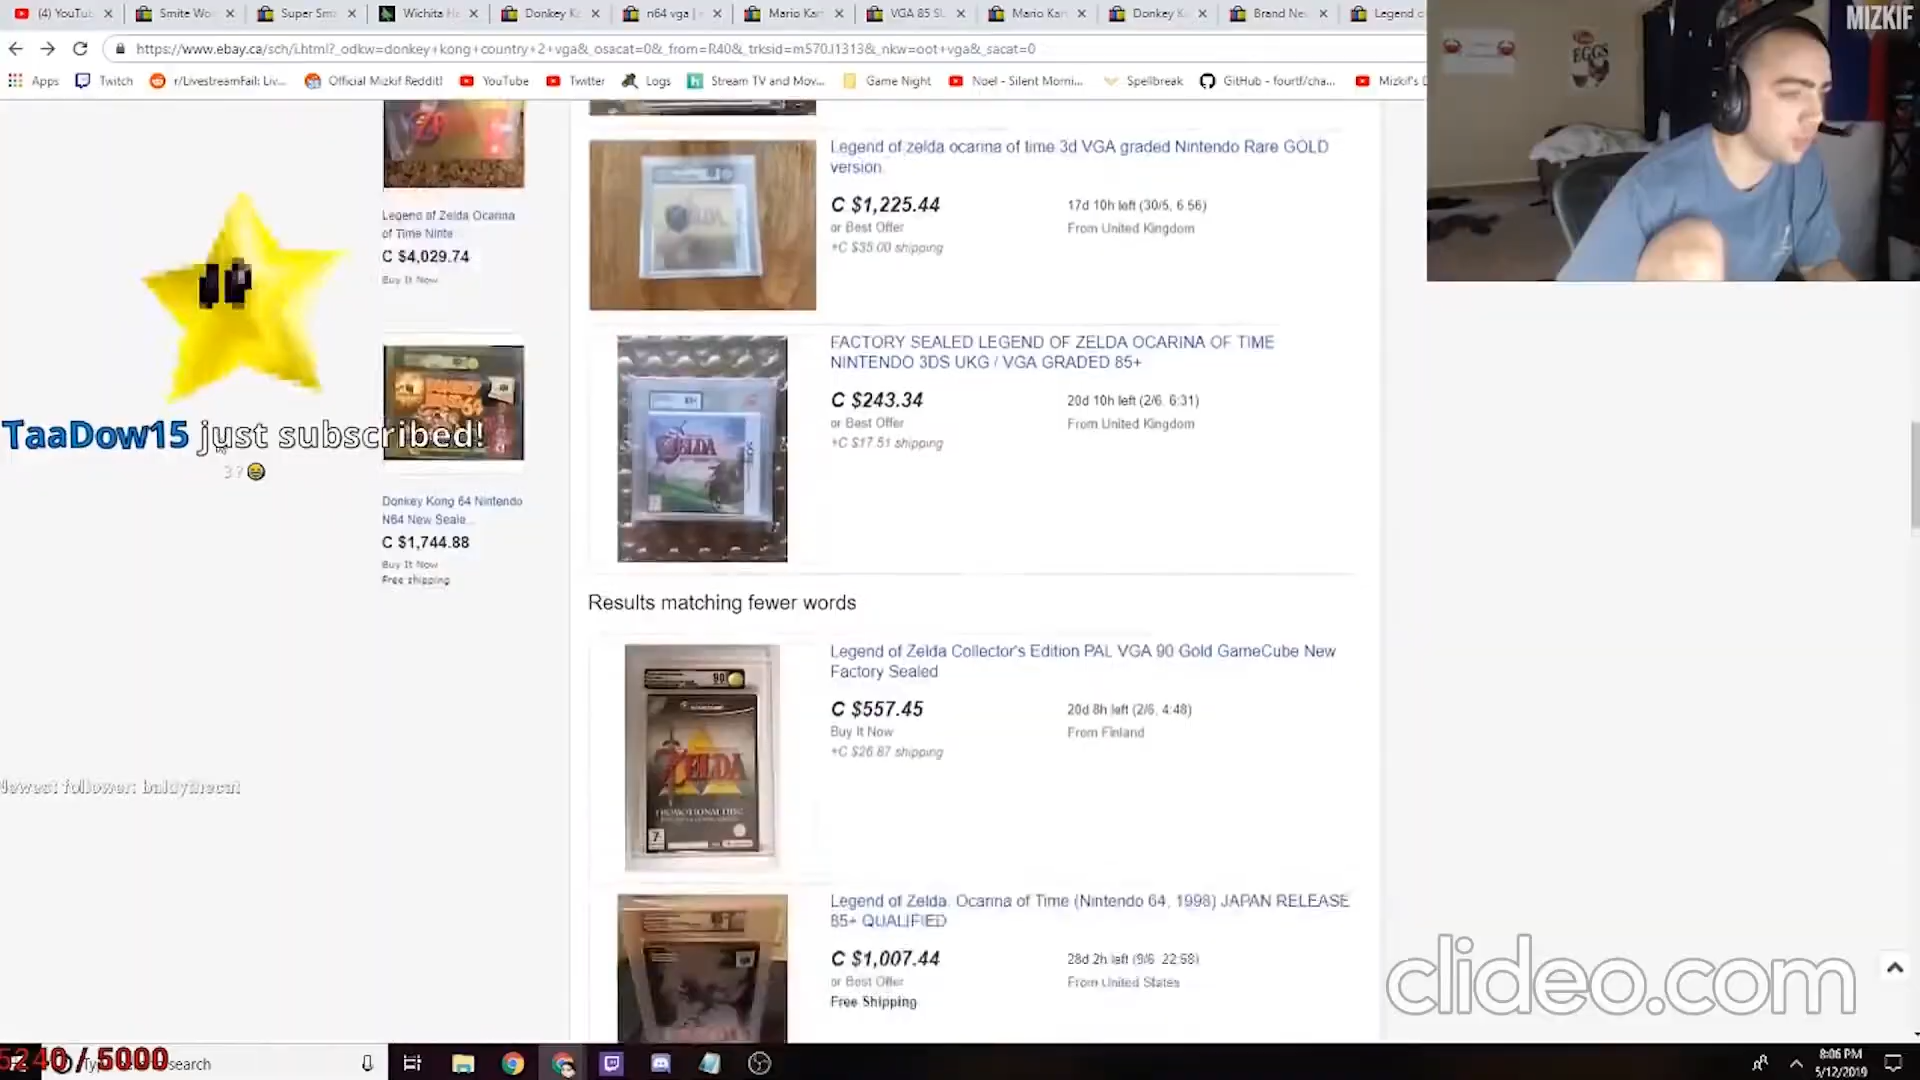 (4) YouTu
Smite Wo
Super Sm
Wichita H
Donkey K
n64 vga |
Mario Kar
VGA 85
Mario Kar
Donkey K
Brand Ne
Legend o
https://www.ebay.ca/sch/i.html?_odkw=donkey+kong+country+2+vga&_osacat=0&_from=R40&_trksid=m570.l1313&_nkw=oot+vga&_sacat=0
Apps
Twitch
r/LivestreamFail: Liv...
Official Mizkif Reddit!
YouTube
Twitter
Logs
Stream TV and Mov...
Game Night
Noel - Silent Morni...
Spellbreak
GitHub - fourtf/cha...
Mizkif's D
MIZKIF
EGGS
Legend of Zelda Ocarina
of Time Ninte
C $4,029.74
Buy It Now
TaaDow15 just subscribed!
3 ?
Donkey Kong 64 Nintendo
N64 New Seale...
C $1,744.88
Buy It Now
Free shipping
Newest follower: baldythecat
Legend of zelda ocarina of time 3d VGA graded Nintendo Rare GOLD
version.
C $1,225.44
or Best Offer
+C $35.00 shipping
17d 10h left (30/5, 6:56)
From United Kingdom
FACTORY SEALED LEGEND OF ZELDA OCARINA OF TIME
NINTENDO 3DS UKG / VGA GRADED 85+
C $243.34
or Best Offer
+C $17.51 shipping
20d 10h left (2/6, 6:31)
From United Kingdom
ZELDA
Results matching fewer words
Legend of Zelda Collector's Edition PAL VGA 90 Gold GameCube New
Factory Sealed
C $557.45
Buy It Now
+C $26.87 shipping
20d 8h left (2/6, 4:48)
From Finland
90
ZELDA
7
Legend of Zelda: Ocarina of Time (Nintendo 64, 1998) JAPAN RELEASE
85+ QUALIFIED
C $1,007.44
or Best Offer
Free Shipping
28d 2h left (9/6, 22:58)
From United States
clideo.com
5240 / 5000
search
8:06 PM
5/12/2019